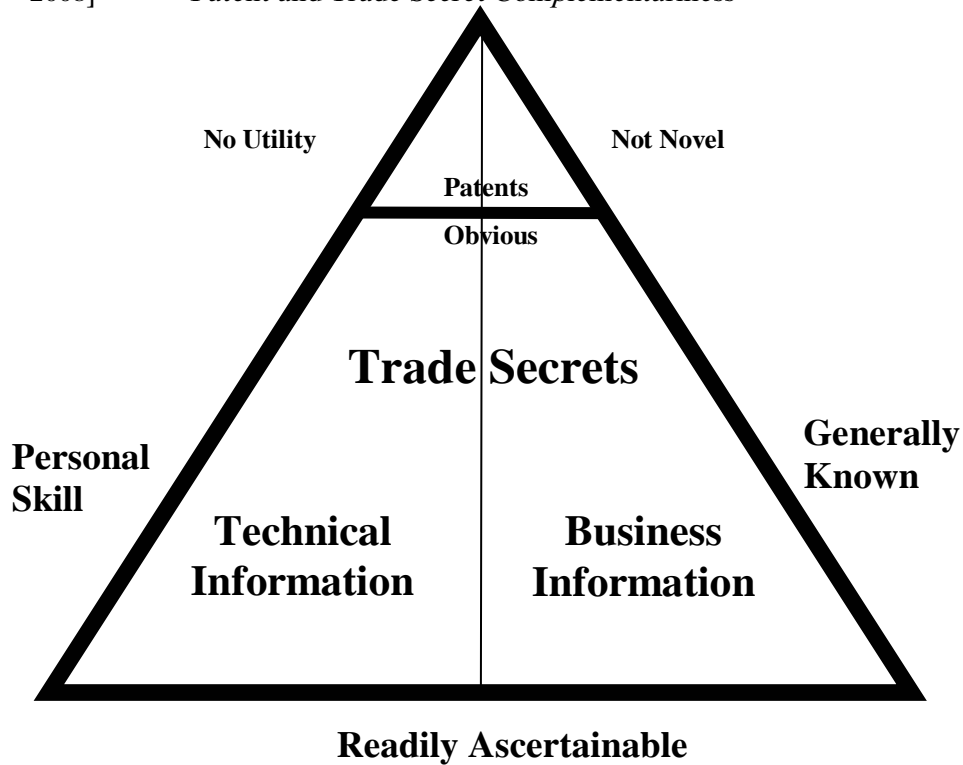 2008] Patent and Trade Secret Complementariness
No Utility
Not Novel
Patents
Obvious
Trade Secrets
Personal
Skill
Generally
Known
Technical
Information
Business
Information
Readily Ascertainable